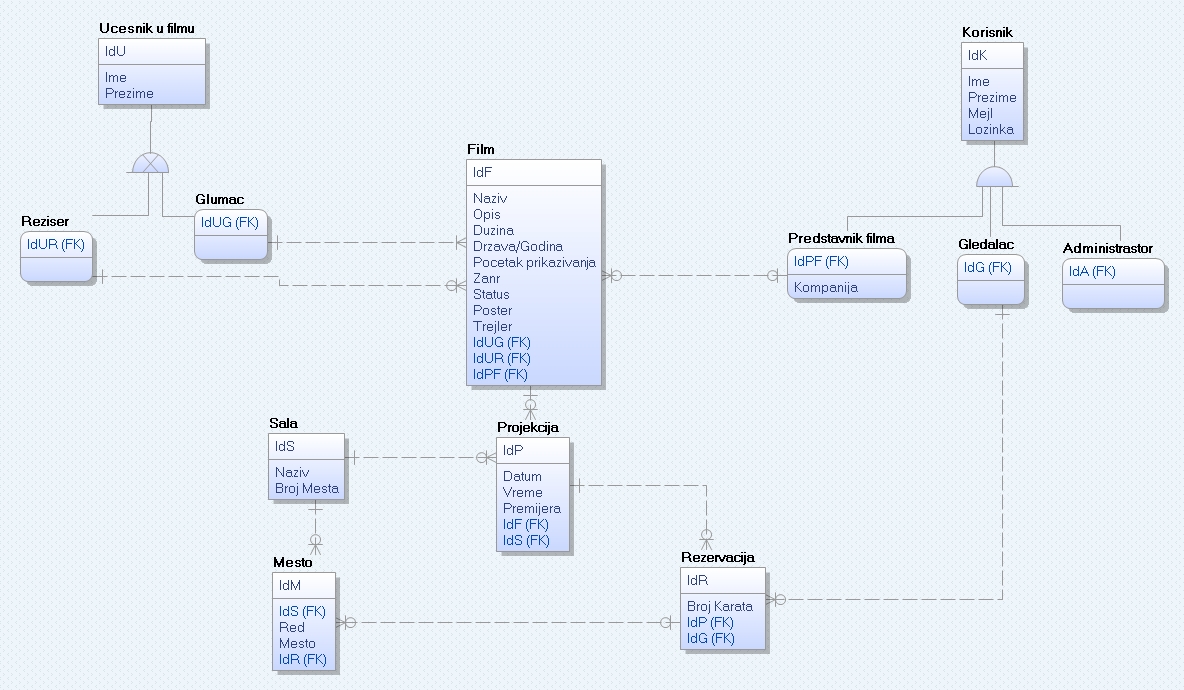 Ucesnik u filmu
IdU
Ime
Prezime
Korisnik
IdK
Ime
Prezime
Mejl
Lozinka
Film
IdF
Naziv
Opis
Duzina
Drzava/Godina
Pocetak prikazivanja
Zanr
Status
Poster
Trejler
IdUG (FK)
IdUR (FK)
IdPF (FK)
Glumac
IdUG (FK)
Reziser
IdUR (FK)
Predstavnik filma
IdPF (FK)
Kompanija
Gledalac
IdG (FK)
Administrastor
IdA (FK)
Sala
IdS
Naziv
Broj Mesta
Projekcija
IdP
Datum
Vreme
Premijera
IdF (FK)
IdS (FK)
Mesto
IdM
IdS (FK)
Red
Mesto
IdR (FK)
Rezervacija
IdR
Broj Karata
IdP (FK)
IdG (FK)